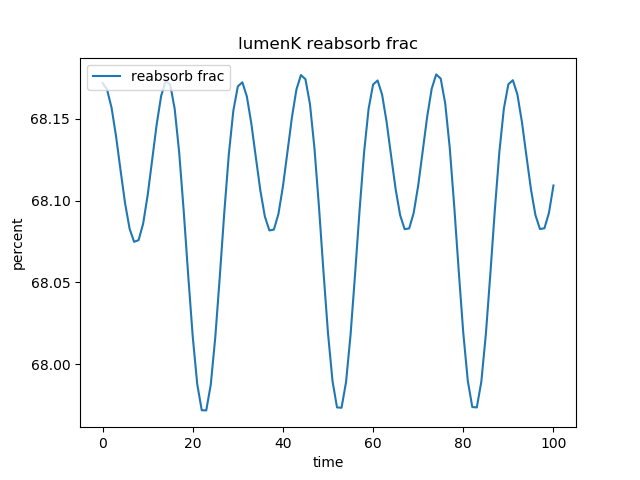 lumenK reabsorb frac
reabsorb frac
68.15
68.10
68.05
68.00
percent
0 20 40 60 80 100
time